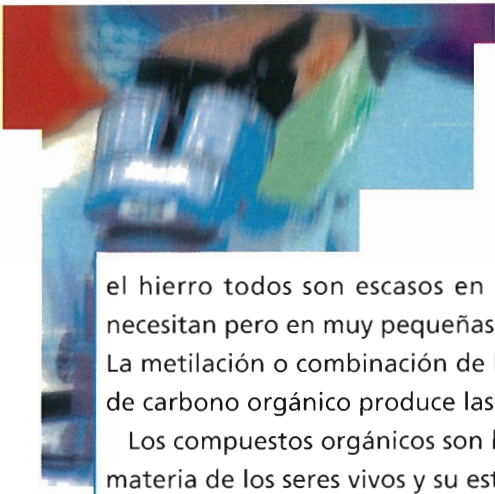 el hierro todos son escasos en
necesitan pero en muy pequeñas
La metilación o combinación de
de carbono orgánico produce las
Los compuestos orgánicos son
materia de los seres vivos y su